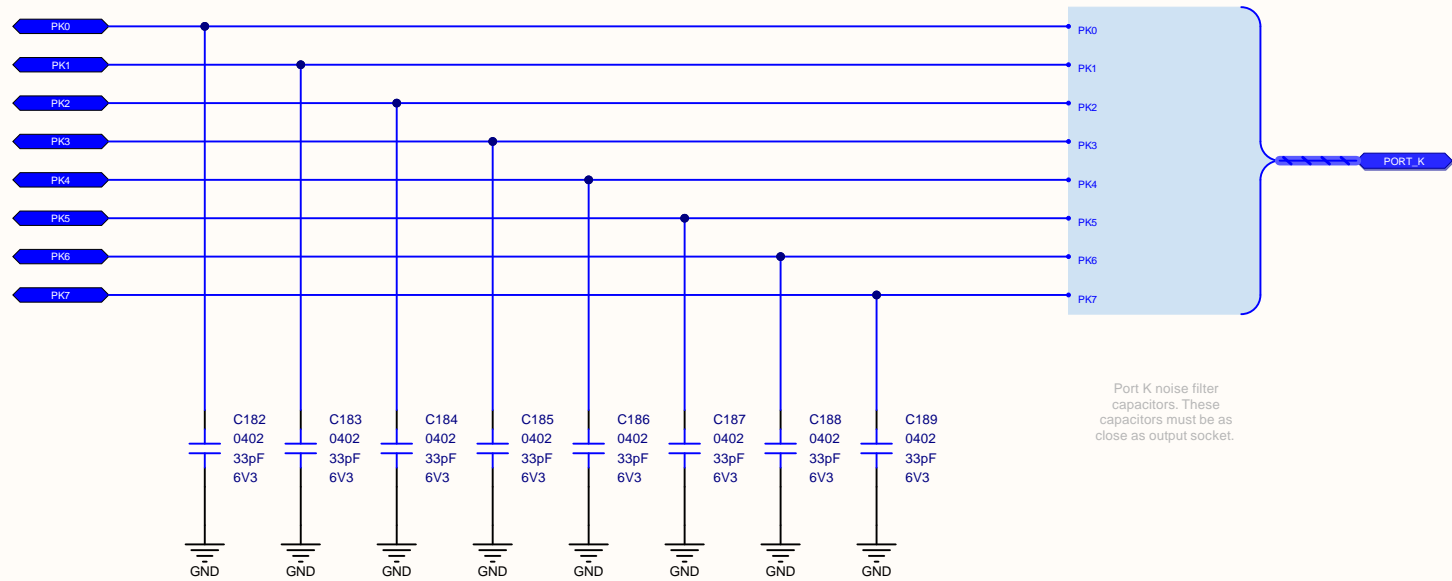 PK0
PK0
PK1
PK1
PK2
PK2
PK3
PK3
PORT_K
PK4
PK4
PK5
PK5
PK6
PK6
PK7
PK7
Port K noise filter
capacitors. These
capacitors must be as
close as output socket.
C182
0402
33pF
6V3
C183
0402
33pF
6V3
C184
0402
33pF
6V3
C185
0402
33pF
6V3
C186
0402
33pF
6V3
C187
0402
33pF
6V3
C188
0402
33pF
6V3
C189
0402
33pF
6V3
GND
GND
GND
GND
GND
GND
GND
GND